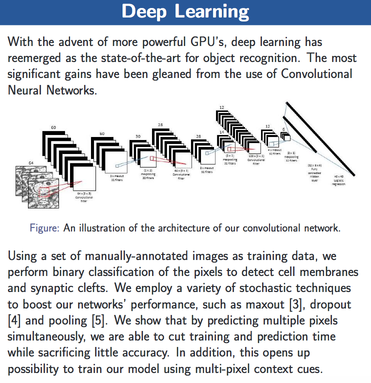 Deep Learning
With the advent of more powerful GPU's, deep learning has
reemerged as the state-of-the-art for object recognition. The most
significant gains have been gleaned from the use of Convolutional
Neural Networks.
Figure: An illustration of the architecture of our convolutional network.
Using a set of manually-annotated images as training data, we
perform binary classification of the pixels to detect cell membranes
and synaptic clefts. We employ a variety of stochastic techniques
to boost our networks' performance, such as maxout [3], dropout
[4] and pooling [5]. We show that by predicting multiple pixels
simultaneously, we are able to cut training and prediction time
while sacrificing little accuracy. In addition, this opens up
possibility to train our model using multi-pixel context cues.